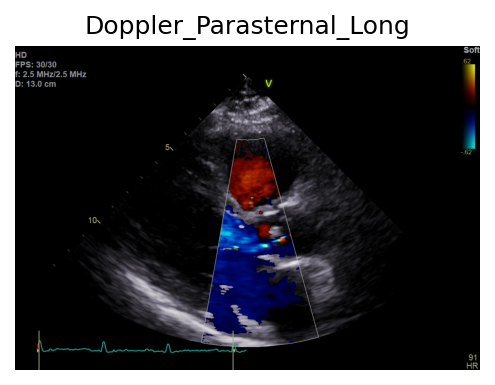 Doppler_Parasternal_Long
HD
FPS: 30/30
f: 2.5 MHz/2.5 MHz
D: 13.0 cm
V
Soft
.62
-.62
5
10
91
HR